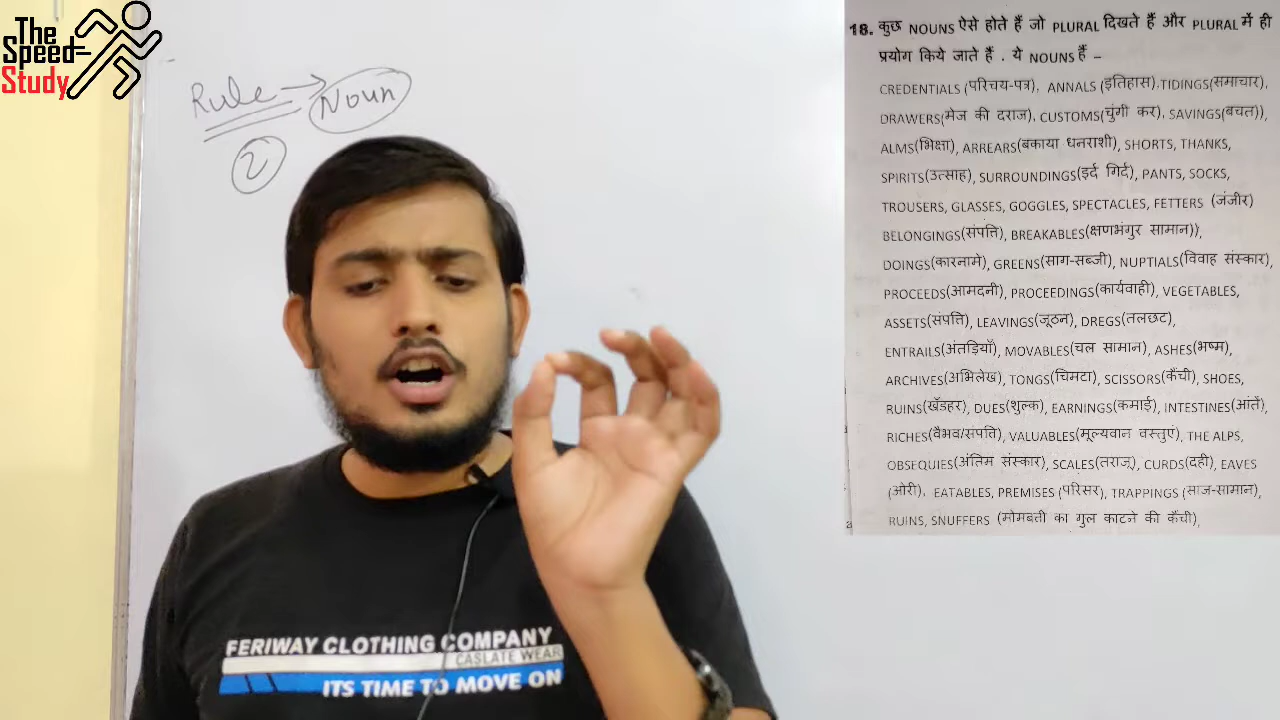 The
Speed
Study
Rule → Noun
2
18. कुछ NOUNS ऐसे होते हैं जो PLURAL दिखते हैं और PLURAL में ही
प्रयोग किये जाते हैं . ये NOUNS हैं –
CREDENTIALS (परिचय-पत्र), ANNALS (इतिहास),TIDINGS(समाचार),
DRAWERS(मेज की दराज), CUSTOMS(चुंगी कर), SAVINGS(बचत)),
ALMS(भिक्षा), ARREARS(बकाया धनराशी), SHORTS, THANKS,
SPIRITS(उत्साह), SURROUNDINGS(इर्द गिर्द), PANTS, SOCKS,
TROUSERS, GLASSES, GOGGLES, SPECTACLES, FETTERS (जंजीर)
BELONGINGS(संपति), BREAKABLES(क्षणभंगुर सामान)),
DOINGS(कारनामे), GREENS(साग-सब्जी), NUPTIALS(विवाह संस्कार),
PROCEEDS(आमदनी), PROCEEDINGS(कार्यवाही), VEGETABLES,
ASSETS(संपति), LEAVINGS(जूठन), DREGS(तलछट),
ENTRAILS(अंतड़ियाँ), MOVABLES(चल सामान), ASHES(भष्म),
ARCHIVES(अभिलेख), TONGS(चिमटा), SCISSORS(कैंची), SHOES,
RUINS(खँडहर), DUES(शुल्क), EARNINGS(कमाई), INTESTINES(आंतें),
RICHES(वैभव/संपति), VALUABLES(मूल्यवान वस्तुएं), THE ALPS,
OBSEQUIES(अंतिम संस्कार), SCALES(तराजू), CURDS(दही), EAVES
(ओरी), EATABLES, PREMISES (परिसर), TRAPPINGS (साज-सामान),
RUINS, SNUFFERS (मोमबती का गुल काटने की कैंची),
FERIWAY CLOTHING COMPANY
CASLATE WEAR
ITS TIME TO MOVE ON